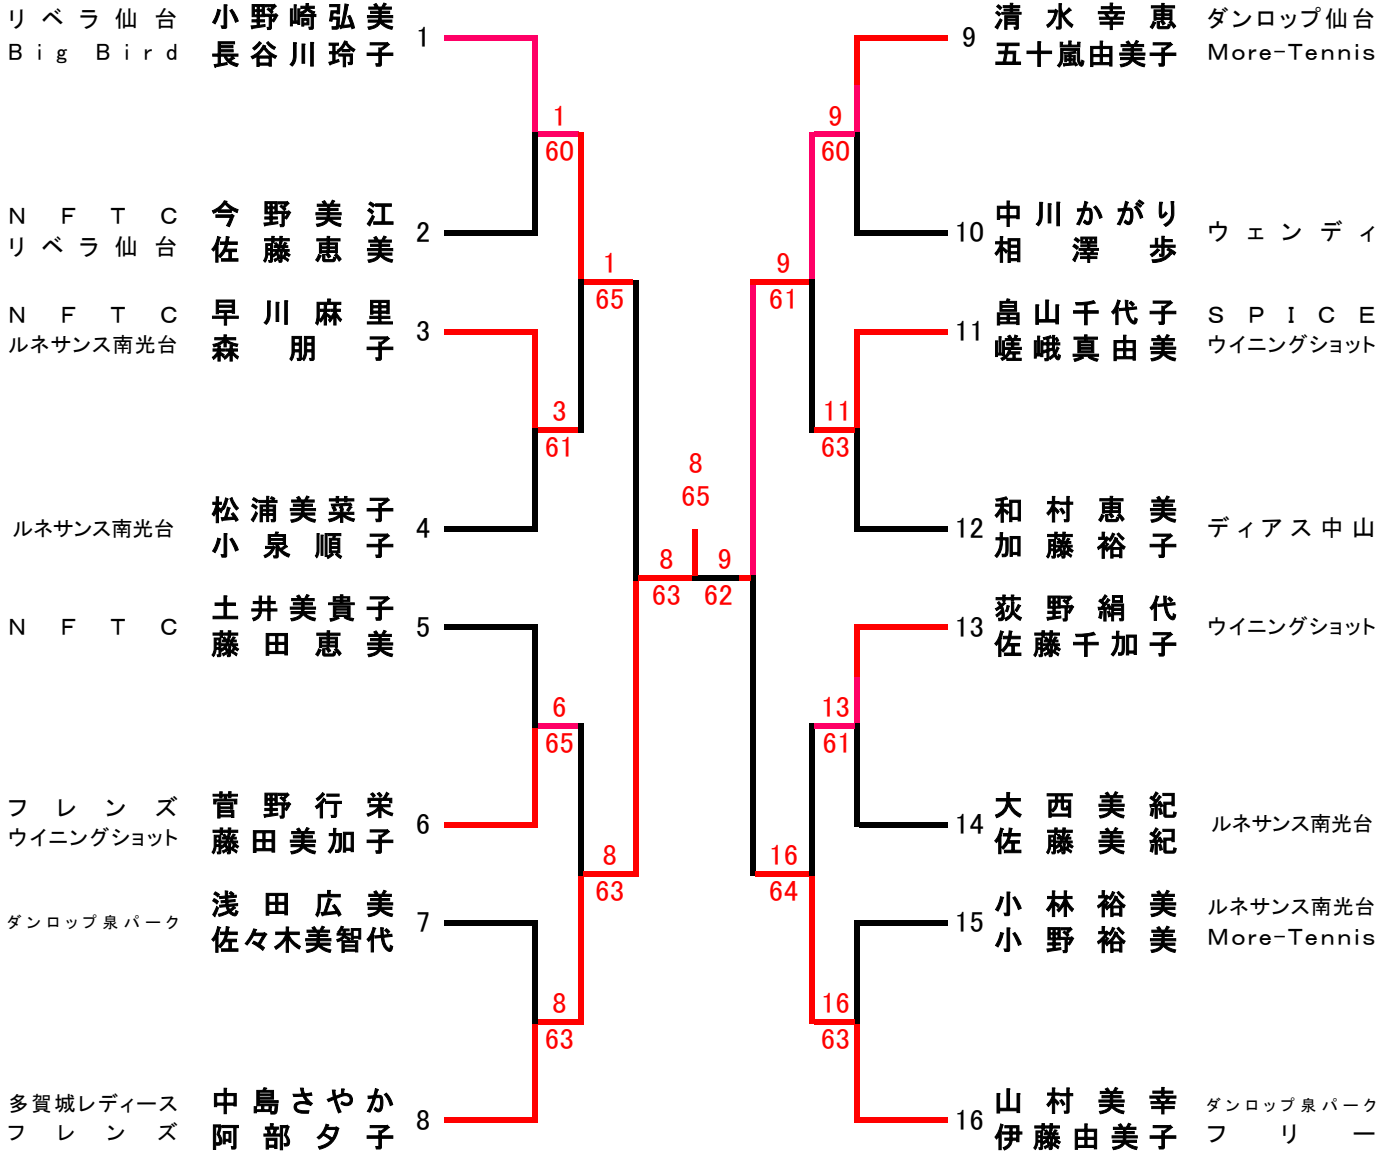 リベラ仙台 小野崎弘美
Big Bird 長谷川玲子 1
NFTC 今野美江
リベラ仙台 佐藤恵美 2
NFTC 早川麻里
ルネサンス南光台 森朋子 3
ルネサンス南光台 松浦美菜子
小泉順子 4
NFTC 土井美貴子
藤田恵美 5
フレンズ 菅野行栄
ウイニングショット 藤田美加子 6
ダンロップ泉パーク 浅田広美
佐々木美智代 7
多賀城レディース 中島さやか
フレンズ 阿部夕子 8
1
60
3
61
6
65
8
63
1
65
8
63
8
63
8
65
9
62
9
61
16
64
9
60
11
63
13
61
16
63
9 清水幸恵 ダンロップ仙台
五十嵐由美子 More-Tennis
10 中川かがり ウェンディ
相澤歩
11 畠山千代子 SPICE
嵯峨真由美 ウイニングショット
12 和村恵美 ディアス中山
加藤裕子
13 荻野絹代 ウイニングショット
佐藤千加子
14 大西美紀 ルネサンス南光台
佐藤美紀
15 小林裕美 ルネサンス南光台
小野裕美 More-Tennis
16 山村美幸 ダンロップ泉パーク
伊藤由美子 フリー